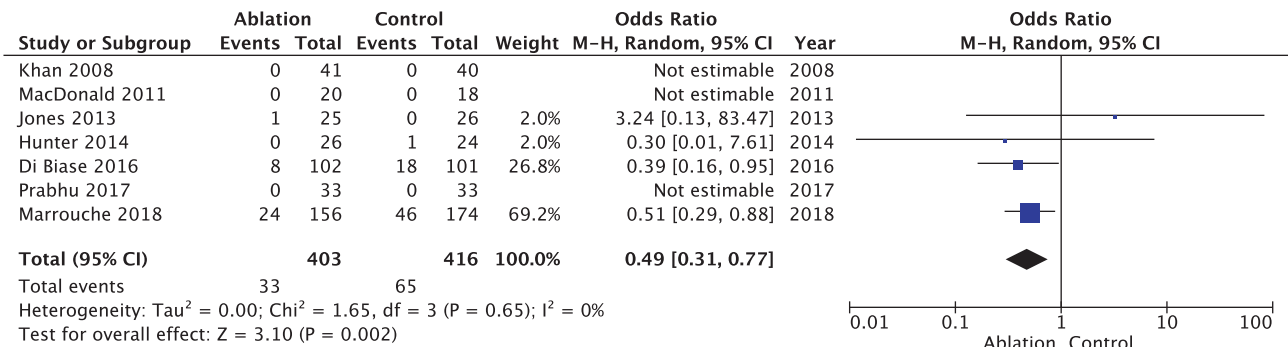 Ablation Control Odds Ratio Odds Ratio
Study or Subgroup Events Total Events Total Weight M-H, Random, 95% CI Year M-H, Random, 95% CI
Khan 2008 0 41 0 40 Not estimable 2008
MacDonald 2011 0 20 0 18 Not estimable 2011
Jones 2013 1 25 0 26 2.0% 3.24 [0.13, 83.47] 2013
Hunter 2014 0 26 1 24 2.0% 0.30 [0.01, 7.61] 2014
Di Biase 2016 8 102 18 101 26.8% 0.39 [0.16, 0.95] 2016
Prabhu 2017 0 33 0 33 Not estimable 2017
Marrouche 2018 24 156 46 174 69.2% 0.51 [0.29, 0.88] 2018
Total (95% CI) 403 416 100.0% 0.49 [0.31, 0.77]
Total events 33 65
Heterogeneity: Tau² = 0.00; Chi² = 1.65, df = 3 (P = 0.65); I² = 0%
Test for overall effect: Z = 3.10 (P = 0.002)
0.01 0.1 1 10 100
Ablation Control